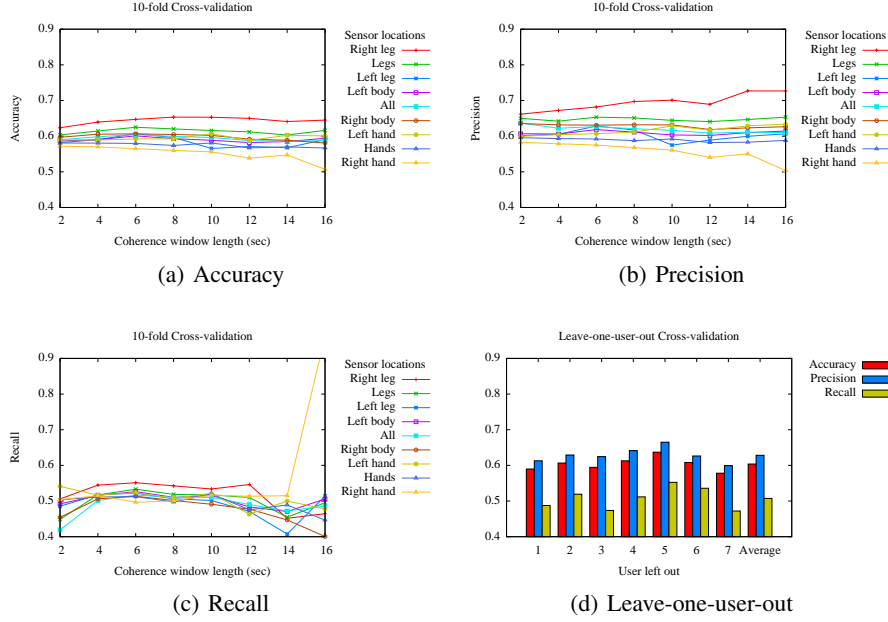 10-fold Cross-validation
Accuracy
0.9
0.8
0.7
0.6
0.5
0.4
2 4 6 8 10 12 14 16
Coherence window length (sec)
Sensor locations
Right leg
Legs
Left leg
Left body
All
Right body
Left hand
Hands
Right hand
(a) Accuracy
10-fold Cross-validation
Precision
0.9
0.8
0.7
0.6
0.5
0.4
2 4 6 8 10 12 14 16
Coherence window length (sec)
Sensor locations
Right leg
Legs
Left leg
Left body
All
Right body
Left hand
Hands
Right hand
(b) Precision
10-fold Cross-validation
Recall
0.9
0.8
0.7
0.6
0.5
0.4
2 4 6 8 10 12 14 16
Coherence window length (sec)
Sensor locations
Right leg
Legs
Left leg
Left body
All
Right body
Left hand
Hands
Right hand
(c) Recall
Leave-one-user-out Cross-validation
0.9
0.8
0.7
0.6
0.5
0.4
1 2 3 4 5 6 7 Average
User left out
Accuracy
Precision
Recall
(d) Leave-one-user-out